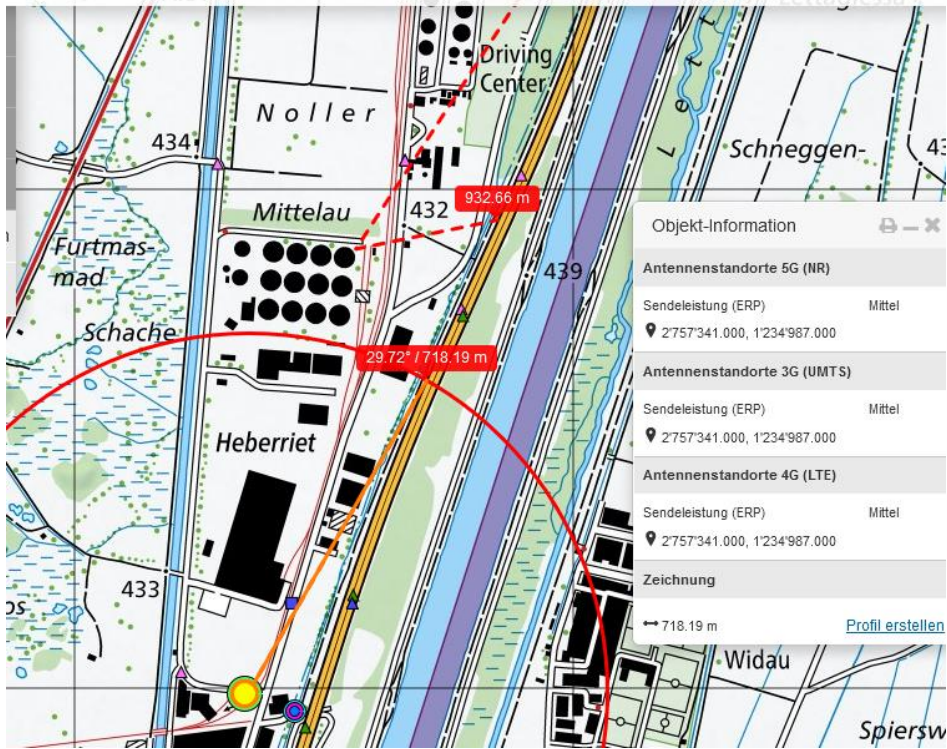 Driving
Center
Noller
434
Schneggen-
932.66 m
Mittelau
432
Furtmas-
mad
439
Schache
29.72° / 718.19 m
Heberriet
433
Widau
Objekt-Information
Antennenstandorte 5G (NR)
Sendeleistung (ERP) Mittel
2'757'341.000, 1'234'987.000
Antennenstandorte 3G (UMTS)
Sendeleistung (ERP) Mittel
2'757'341.000, 1'234'987.000
Antennenstandorte 4G (LTE)
Sendeleistung (ERP) Mittel
2'757'341.000, 1'234'987.000
Zeichnung
718.19 m Profil erstellen
Spiersw